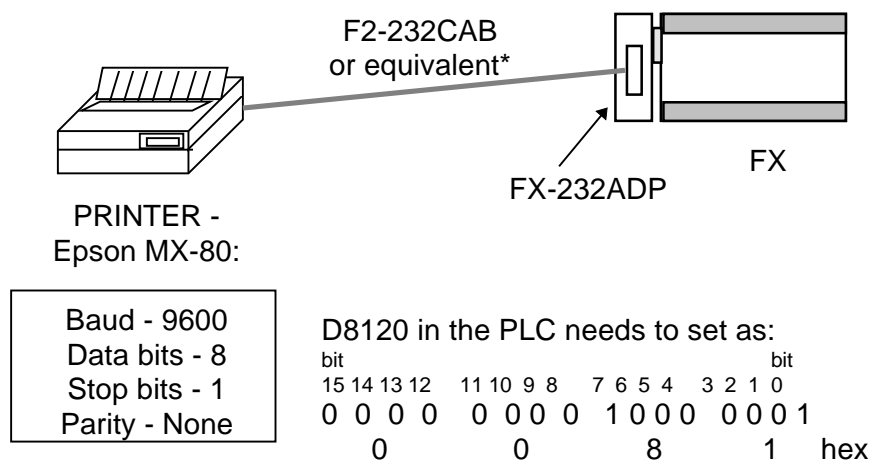 F2-232CAB
or equivalent*
FX-232ADP
FX
PRINTER -
Epson MX-80:
Baud - 9600
Data bits - 8
Stop bits - 1
Parity - None
D8120 in the PLC needs to set as:
bit bit
15 14 13 12 11 10 9 8 7 6 5 4 3 2 1 0
0 0 0 0 0 0 0 0 1 0 0 0 0 0 0 1
0 0 8 1 hex